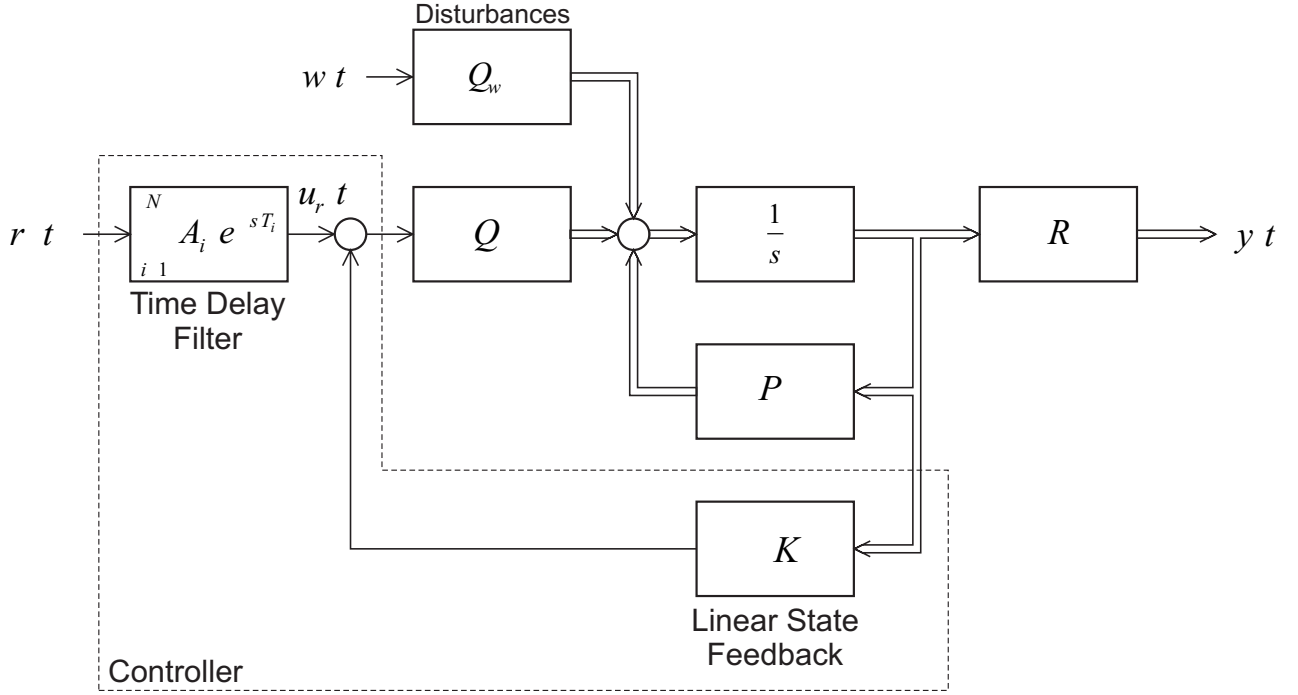 Disturbances
w t
Q_w
N
A_i e^{sT_i}
i 1
u_r t
r t
Q
1
s
R
y t
Time Delay
Filter
P
K
Linear State
Feedback
Controller